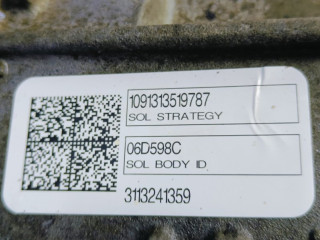 1091313519787
SOL STRATEGY
06D598C
SOL BODY ID
3113241359